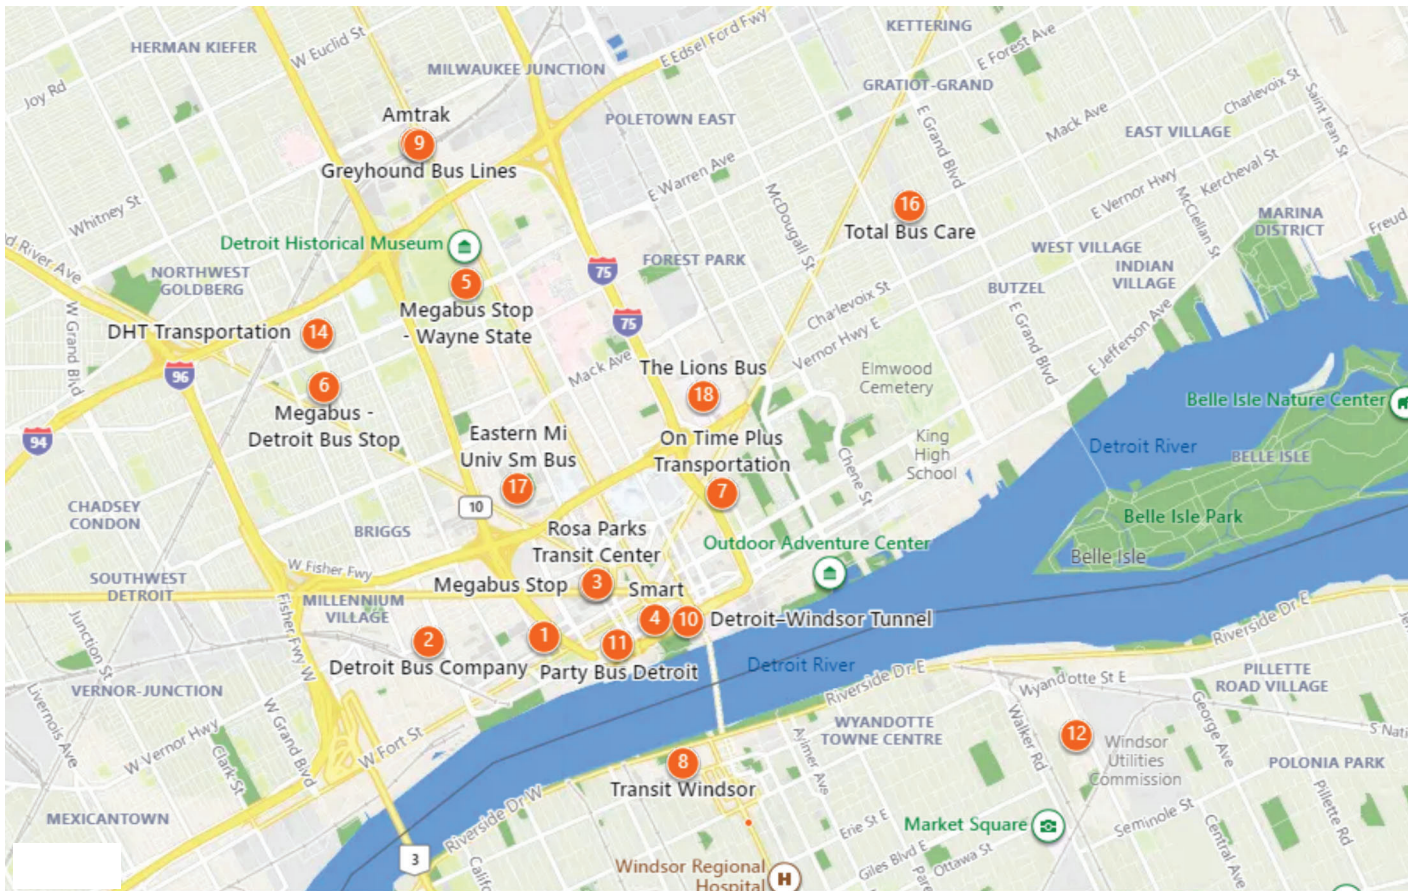 KETTERING
HERMAN KIEFER
W Euclid St
E Edsel Ford Fwy
E Forest Ave
MILWAUKEE JUNCTION
Joy Rd
GRATIOT-GRAND
Charlevoix St
Saint Jean St
Amtrak
9
Greyhound Bus Lines
POLETOWN EAST
E Grand Blvd
Mack Ave
EAST VILLAGE
Kercheval St
E Warren Ave
McDougall St
E Vernor Hwy
McClellan St
Whitney St
16
Total Bus Care
MARINA
DISTRICT
Freud
d River Ave
Detroit Historical Museum
WEST VILLAGE
INDIAN
VILLAGE
NORTHWEST
GOLDBERG
75
FOREST PARK
5
Megabus Stop
- Wayne State
BUTZEL
Charlevoix St
E Grand Blvd
E Jefferson Ave
W Grand Blvd
DHT Transportation
14
75
Vernor Hwy E
96
6
Megabus -
Detroit Bus Stop
Mack Ave
The Lions Bus
18
Elmwood
Cemetery
Belle Isle Nature Center
94
Eastern Mi
Univ Sm Bus
17
On Time Plus
Transportation
7
Chene St
King
High
School
Detroit River
BELLE ISLE
CHADSEY
CONDON
10
BRIGGS
Rosa Parks
Transit Center
Belle Isle Park
Outdoor Adventure Center
Belle Isle
W Fisher Fwy
SOUTHWEST
DETROIT
Megabus Stop
3
Smart
MILLENNIUM
VILLAGE
Junction St
Fisher Fwy W
2
Detroit Bus Company
1
11
Party Bus Detroit
4
10
Detroit–Windsor Tunnel
Riverside Dr E
Detroit River
Riverside Dr E
Wyandotte St E
PILLETTE
ROAD VILLAGE
VERNOR-JUNCTION
Livernois Ave
W Vernor Hwy
Clark St
W Grand Blvd
W Fort St
WYANDOTTE
TOWNE CENTRE
Aylmer Ave
Walker Rd
12
Windsor
Utilities
Commission
George Ave
S Nati
8
Transit Windsor
POLONIA PARK
Pillette Rd
MEXICANTOWN
Riverside Dr W
3
Erie St E
Market Square
Seminole St
Central Ave
Giles Blvd E
Ottawa St
Windsor Regional
Hospital
H